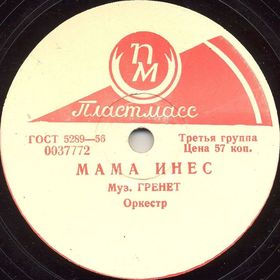 ПМ
Пластмасс
ГОСТ 5289—56
0037772
Третья группа
Цена 57 коп.
МАМА ИНЕС
Муз. ГРЕНЕТ
Оркестр